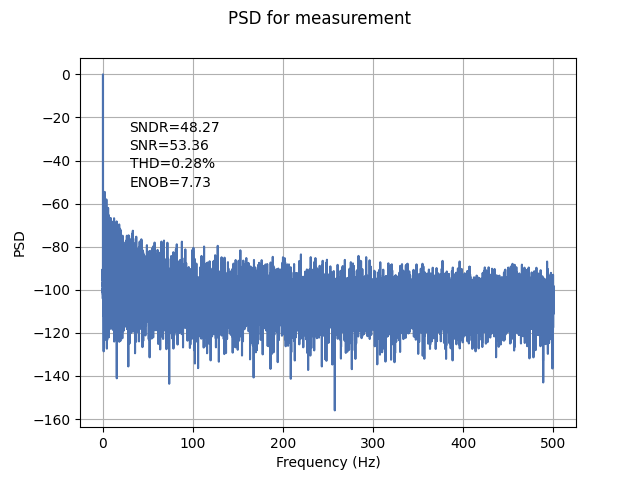 PSD for measurement
0
−20
−40
−60
−80
−100
−120
−140
−160
PSD
SNDR=48.27
SNR=53.36
THD=0.28%
ENOB=7.73
0 100 200 300 400 500
Frequency (Hz)